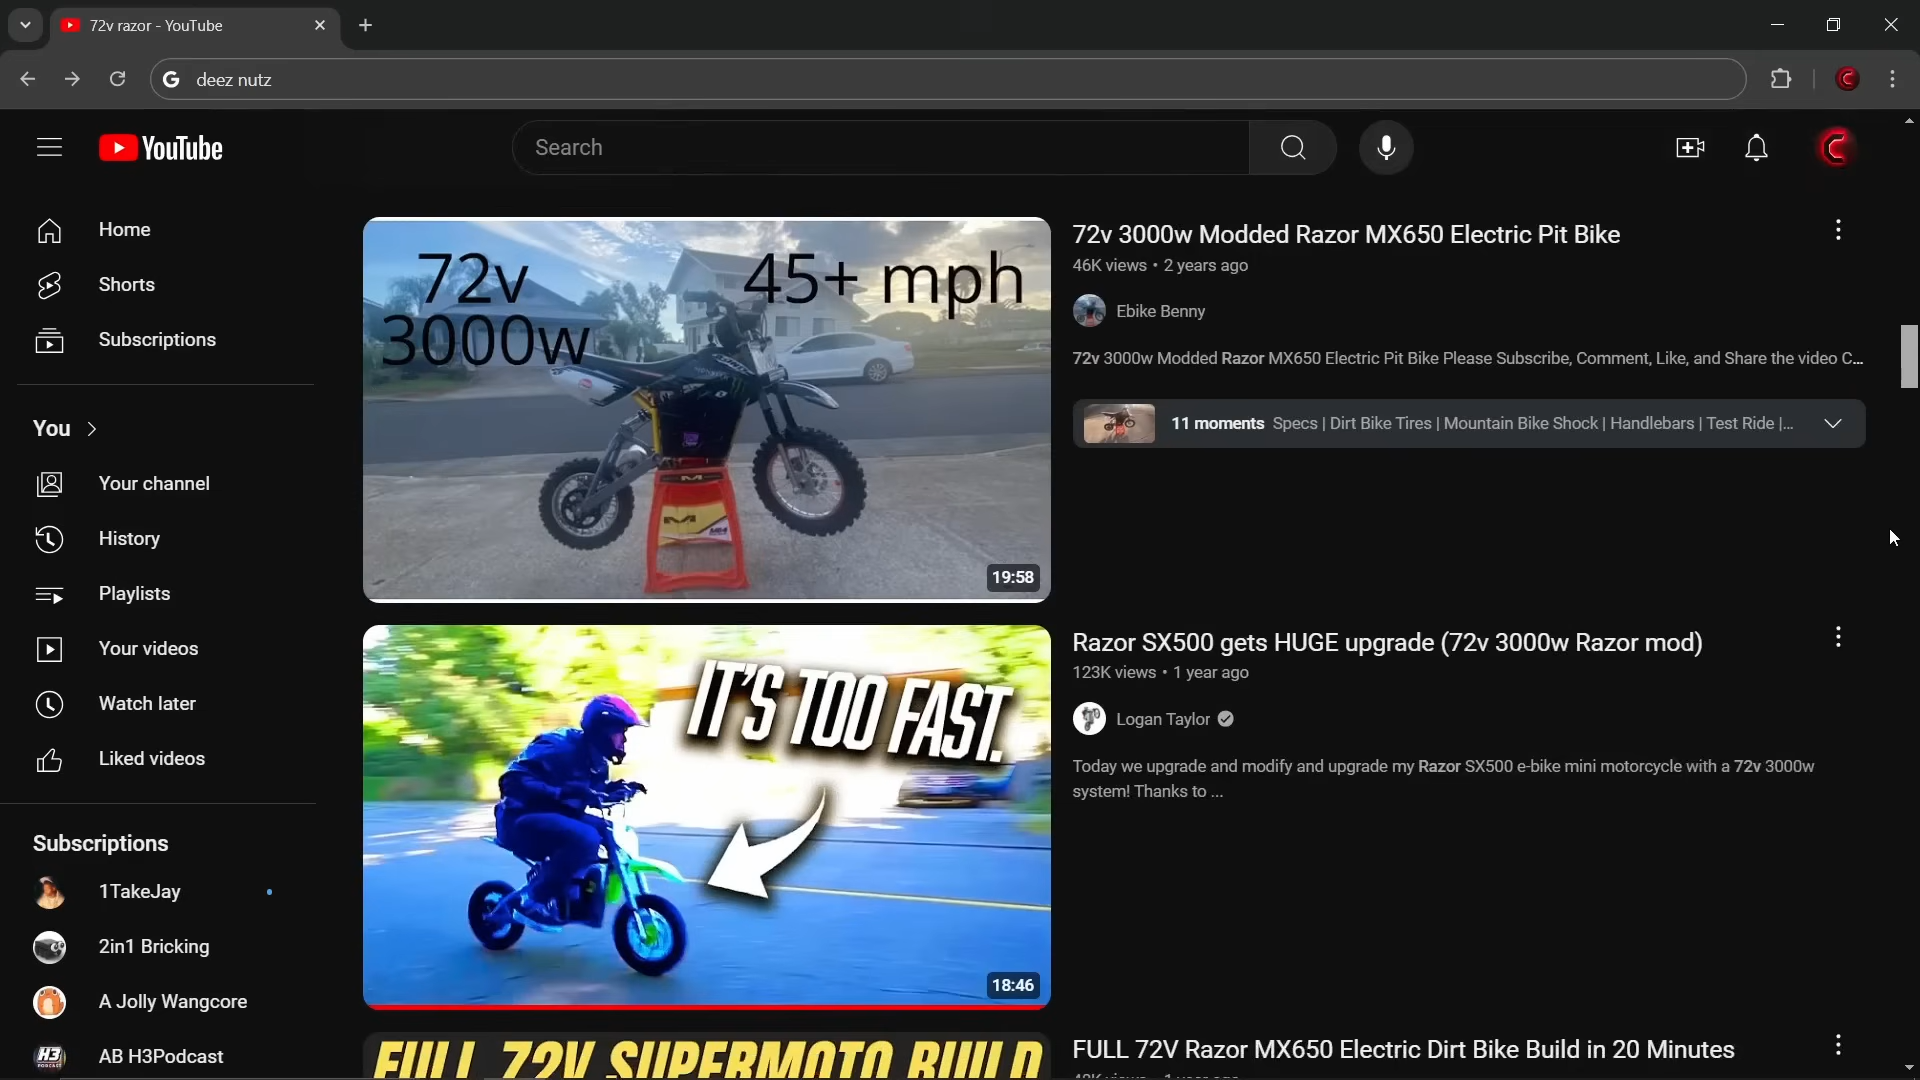 72v razor - YouTube
deez nutz
YouTube
Search
Home
Shorts
Subscriptions
You
Your channel
History
Playlists
Your videos
Watch later
Liked videos
Subscriptions
1TakeJay
2in1 Bricking
A Jolly Wangcore
AB H3Podcast
72v
3000w
45+ mph
19:58
72v 3000w Modded Razor MX650 Electric Pit Bike
46K views • 2 years ago
Ebike Benny
72v 3000w Modded Razor MX650 Electric Pit Bike Please Subscribe, Comment, Like, and Share the video C...
11 moments Specs | Dirt Bike Tires | Mountain Bike Shock | Handlebars | Test Ride |...
IT'S TOO FAST.
18:46
Razor SX500 gets HUGE upgrade (72v 3000w Razor mod)
123K views • 1 year ago
Logan Taylor
Today we upgrade and modify and upgrade my Razor SX500 e-bike mini motorcycle with a 72v 3000w
system! Thanks to ...
FULL 72V SUPERMOTO BUILD
FULL 72V Razor MX650 Electric Dirt Bike Build in 20 Minutes